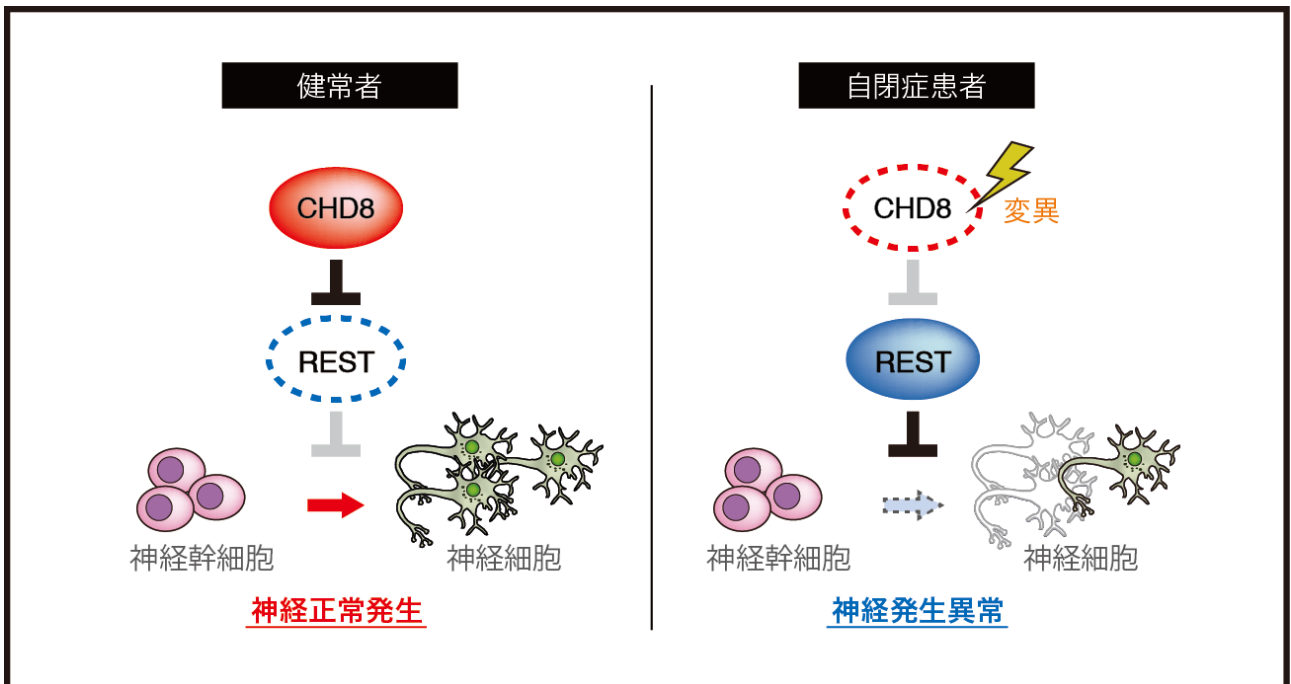 健常者
CHD8
REST
神経幹細胞
神経細胞
神経正常発生
自閉症患者
CHD8
変異
REST
神経幹細胞
神経細胞
神経発生異常